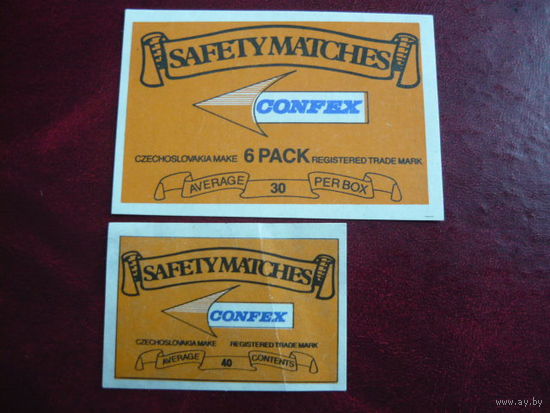 SAFETY MATCHES
CONFEX
CZECHOSLOVAKIA MAKE 6 PACK REGISTERED TRADE MARK
AVERAGE 30 PER BOX
SAFETY MATCHES
CONFEX
CZECHOSLOVAKIA MAKE REGISTERED TRADE MARK
AVERAGE 40 CONTENTS
www.ay.by